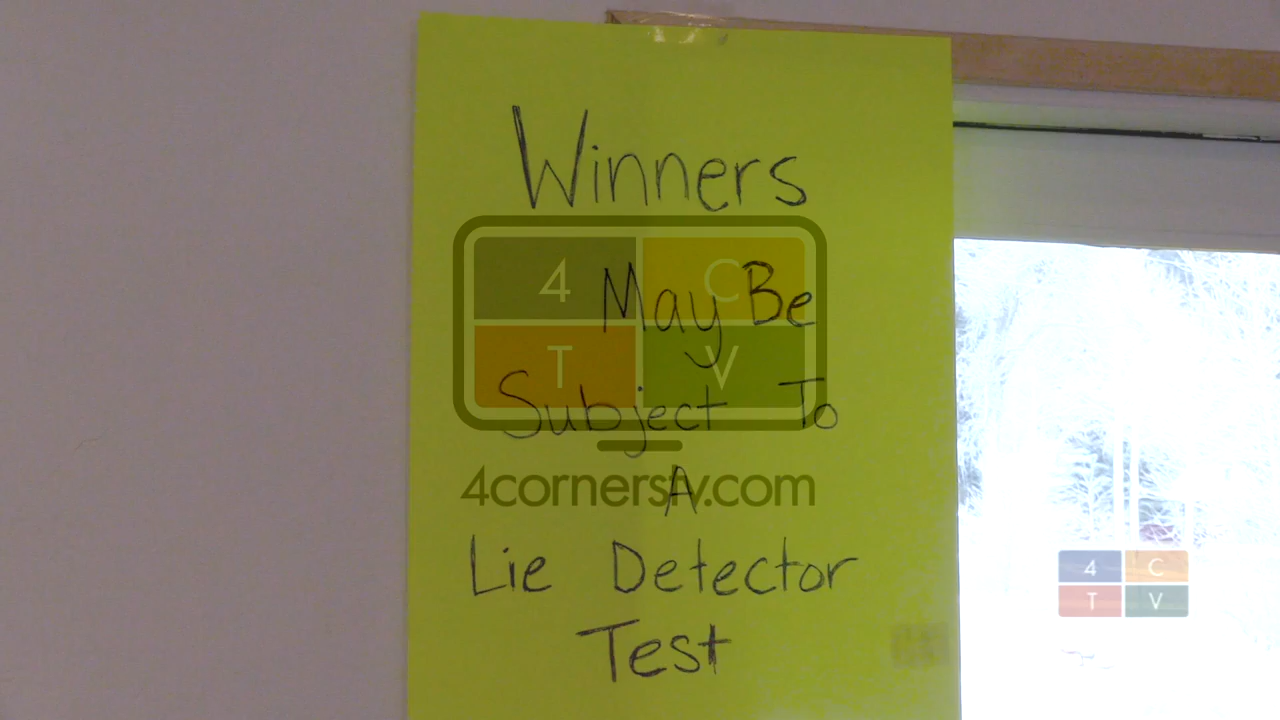 Winners
4 C
May Be
T V
Subject To
A
4cornerstv.com
Lie Detector
4 C
T V
Test